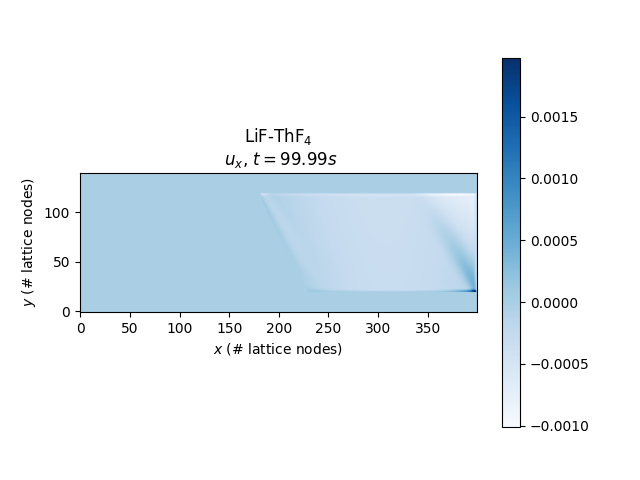 LiF-ThF₄
uₓ, t = 99.99s
y (# lattice nodes)
100
50
0
0 50 100 150 200 250 300 350
x (# lattice nodes)
0.0015
0.0010
0.0005
0.0000
−0.0005
−0.0010